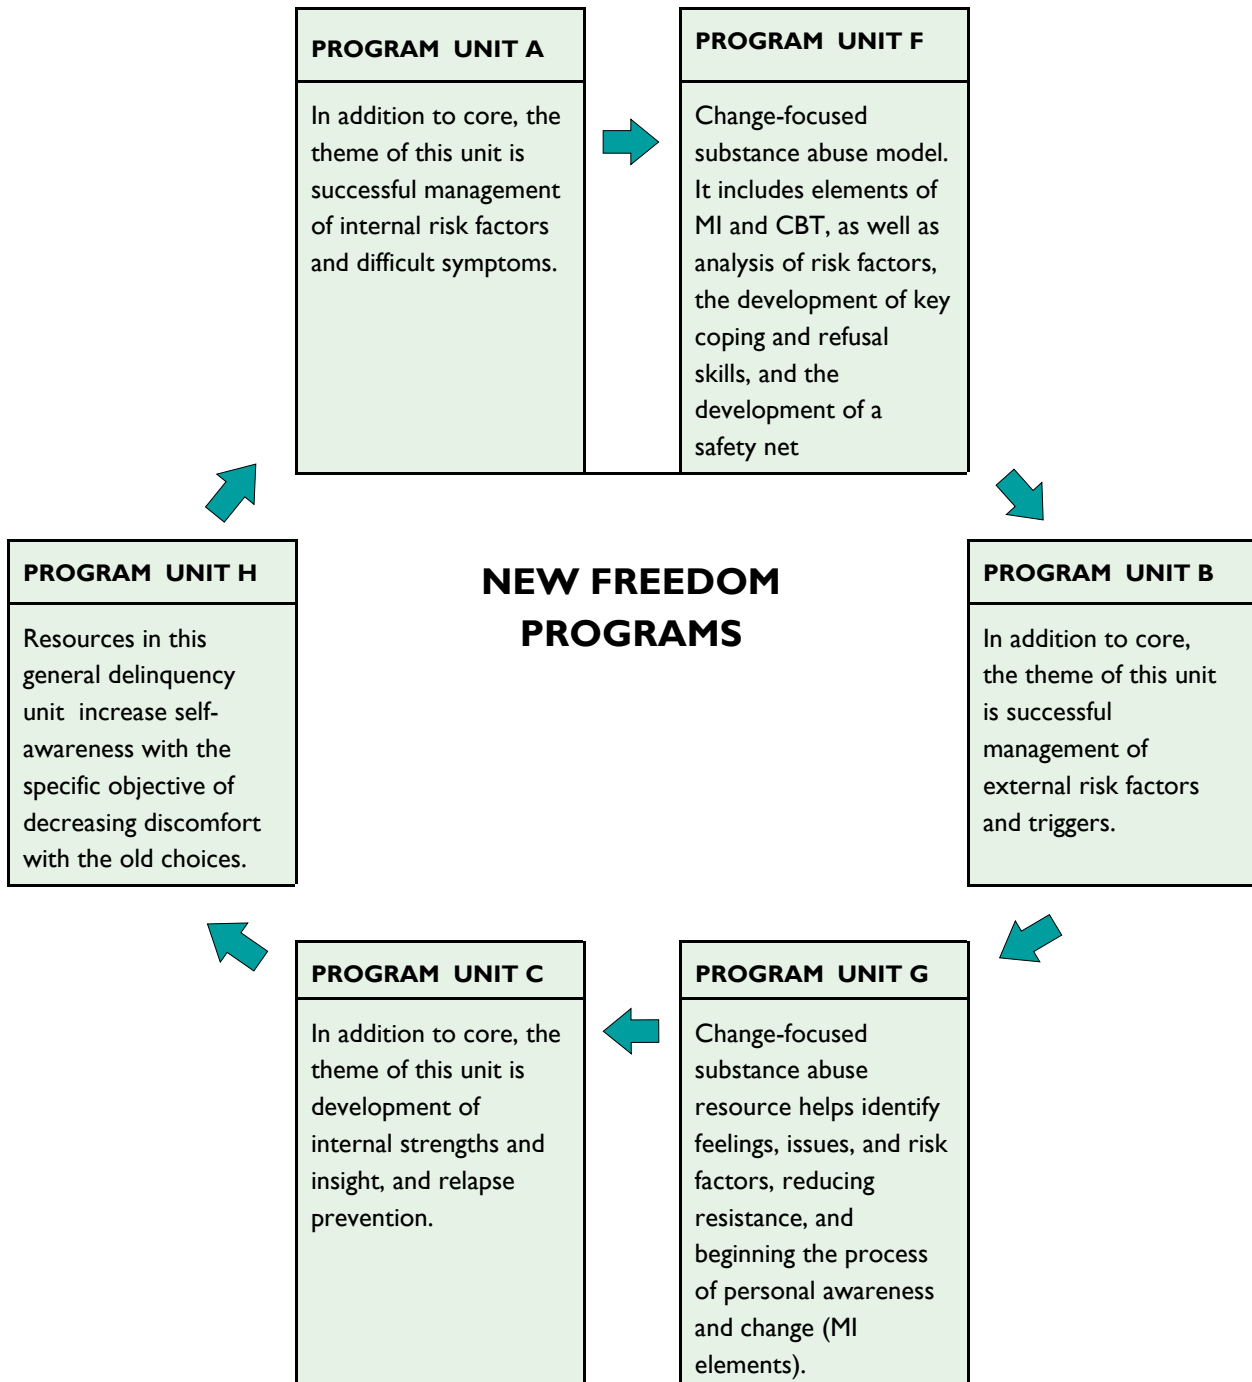 PROGRAM UNIT A
In addition to core, the
theme of this unit is
successful management
of internal risk factors
and difficult symptoms.
PROGRAM UNIT F
Change-focused
substance abuse model.
It includes elements of
MI and CBT, as well as
analysis of risk factors,
the development of key
coping and refusal
skills, and the
development of a
safety net
PROGRAM UNIT H
Resources in this
general delinquency
unit increase self-
awareness with the
specific objective of
decreasing discomfort
with the old choices.
NEW FREEDOM
PROGRAMS
PROGRAM UNIT B
In addition to core,
the theme of this unit
is successful
management of
external risk factors
and triggers.
PROGRAM UNIT C
In addition to core, the
theme of this unit is
development of
internal strengths and
insight, and relapse
prevention.
PROGRAM UNIT G
Change-focused
substance abuse
resource helps identify
feelings, issues, and risk
factors, reducing
resistance, and
beginning the process
of personal awareness
and change (MI
elements).